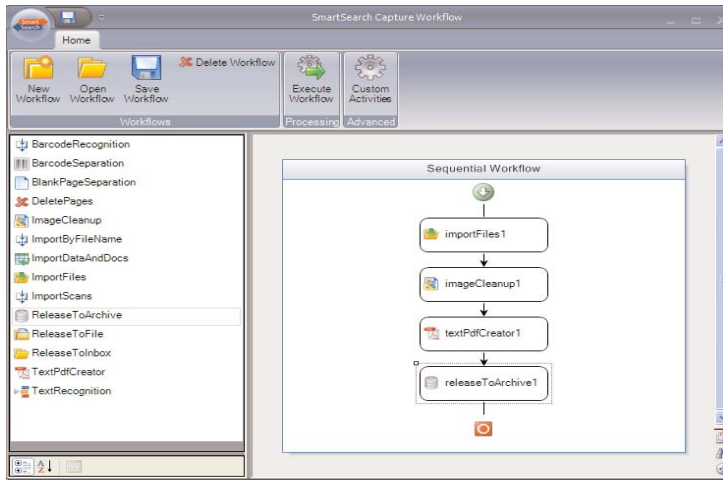 SmartSearch Capture Workflow
Smart
Search
Home
New
Workflow
Open
Workflow
Save
Workflow
Delete Workflow
Execute
Workflow
Custom
Activities
Workflows
Processing
Advanced
BarcodeRecognition
BarcodeSeparation
BlankPageSeparation
DeletePages
ImageCleanup
ImportByFileName
ImportDataAndDocs
ImportFiles
ImportScans
ReleaseToArchive
ReleaseToFile
ReleaseToInbox
TextPdfCreator
TextRecognition
Sequential Workflow
importFiles1
imageCleanup1
textPdfCreator1
releaseToArchive1